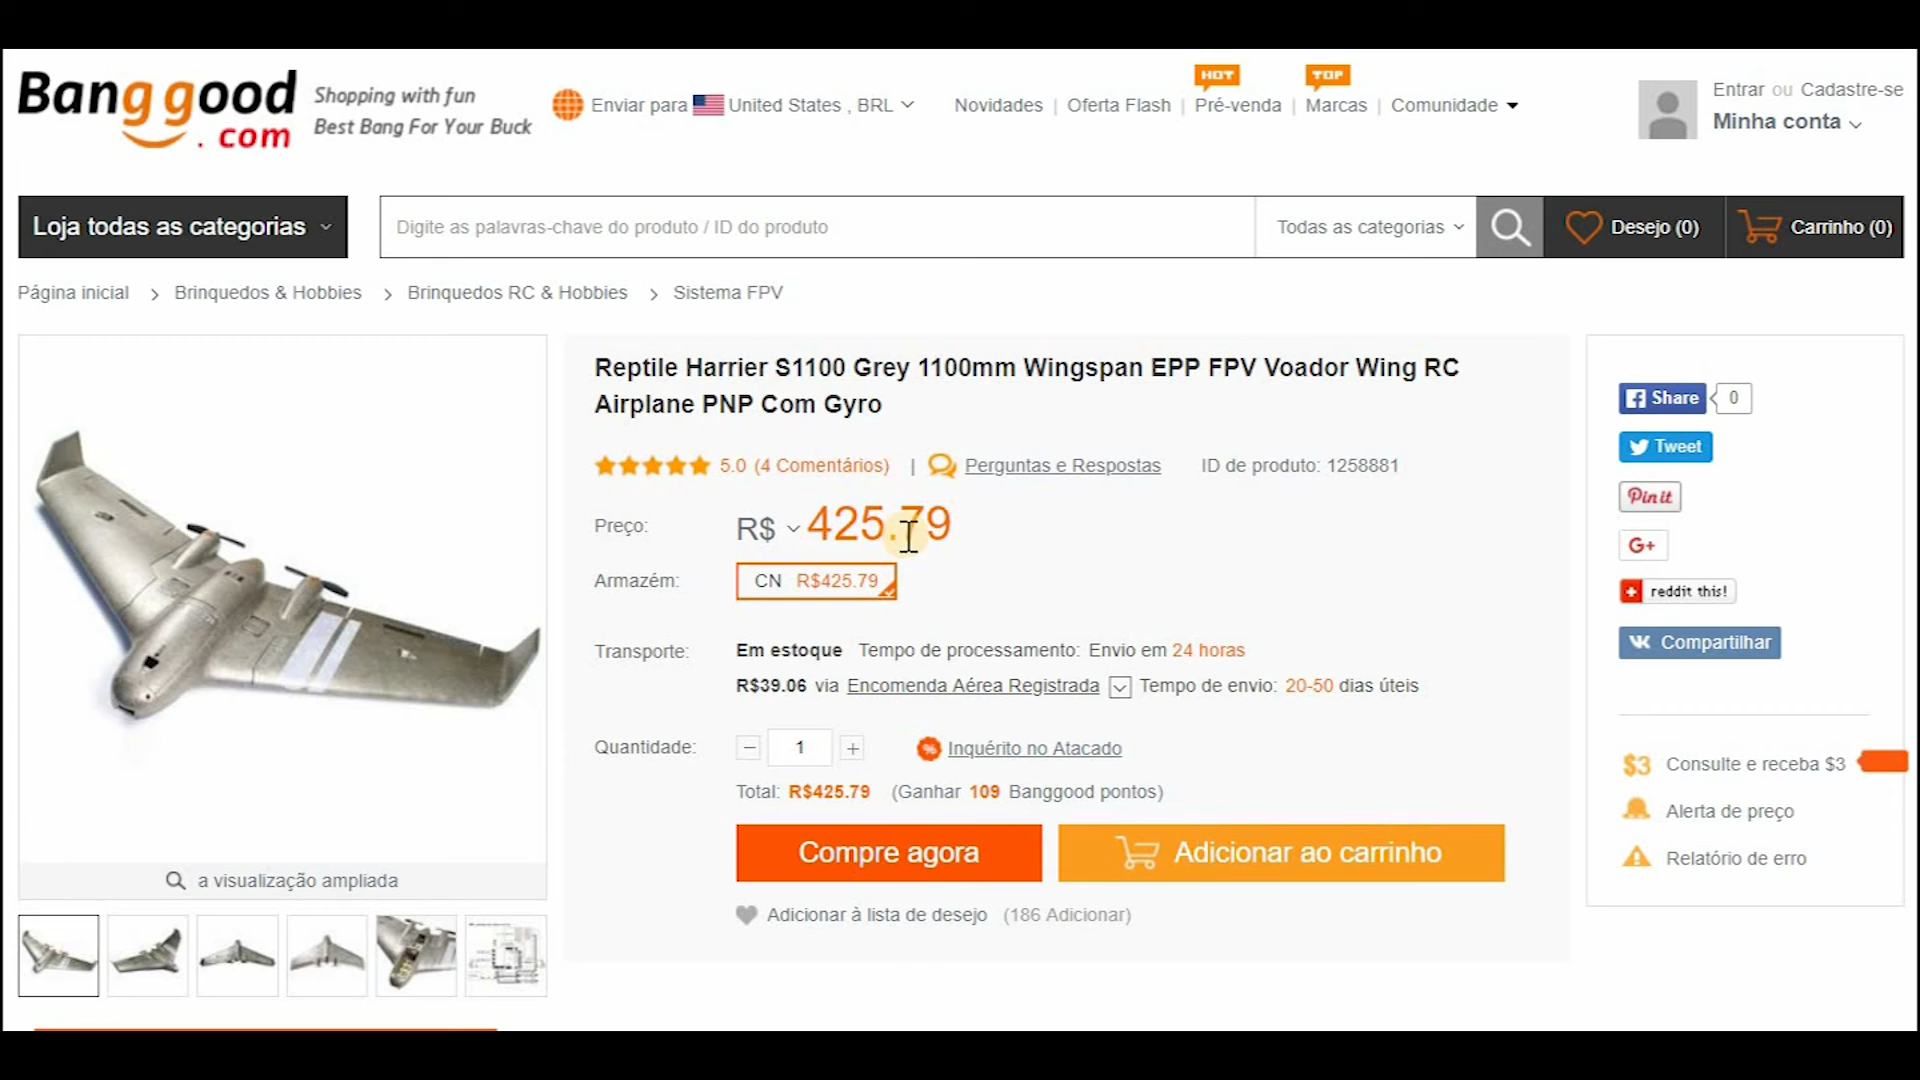 Banggood
.com
Shopping with fun
Best Bang For Your Buck
Enviar para United States , BRL
Novidades | Oferta Flash | Pré-venda | Marcas | Comunidade
HOT
TOP
Entrar ou Cadastre-se
Minha conta
Loja todas as categorias
Digite as palavras-chave do produto / ID do produto
Todas as categorias
Desejo (0)
Carrinho (0)
Página inicial > Brinquedos & Hobbies > Brinquedos RC & Hobbies > Sistema FPV
Reptile Harrier S1100 Grey 1100mm Wingspan EPP FPV Voador Wing RC
Airplane PNP Com Gyro
5.0 (4 Comentários) | Perguntas e Respostas ID de produto: 1258881
Preço: R$ 425.79
Armazém: CN R$425.79
Transporte: Em estoque Tempo de processamento: Envio em 24 horas
R$39.06 via Encomenda Aérea Registrada Tempo de envio: 20-50 dias úteis
Quantidade: − 1 + % Inquérito no Atacado
Total: R$425.79 (Ganhar 109 Banggood pontos)
Compre agora
Adicionar ao carrinho
Adicionar à lista de desejo (186 Adicionar)
a visualização ampliada
f Share 0
Tweet
Pin it
G+
reddit this!
Compartilhar
$3 Consulte e receba $3
Alerta de preço
Relatório de erro